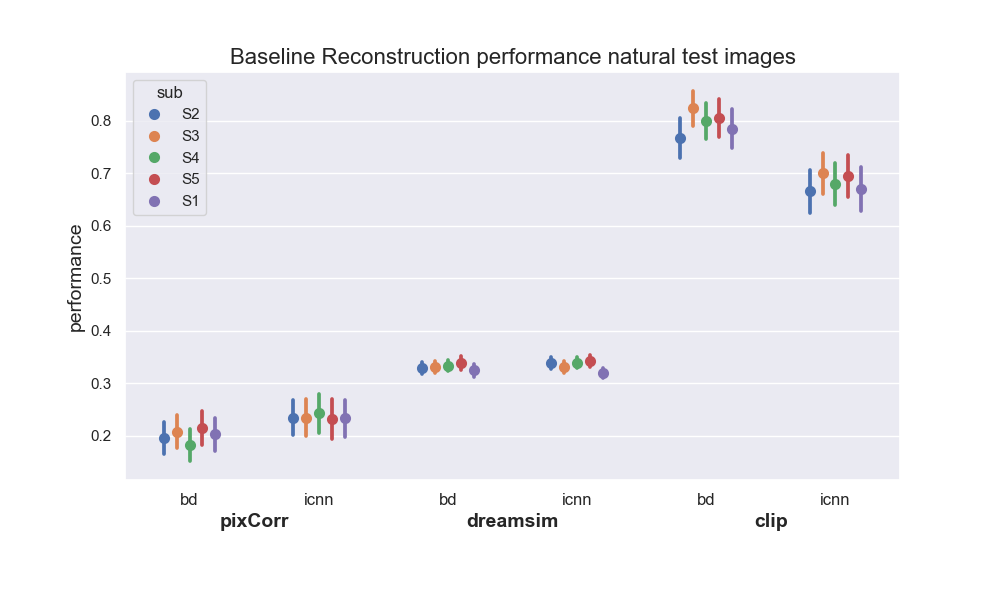 Baseline Reconstruction performance natural test images
sub
S2
S3
S4
S5
S1
performance
0.8
0.7
0.6
0.5
0.4
0.3
0.2
bd icnn bd icnn bd icnn
pixCorr dreamsim clip